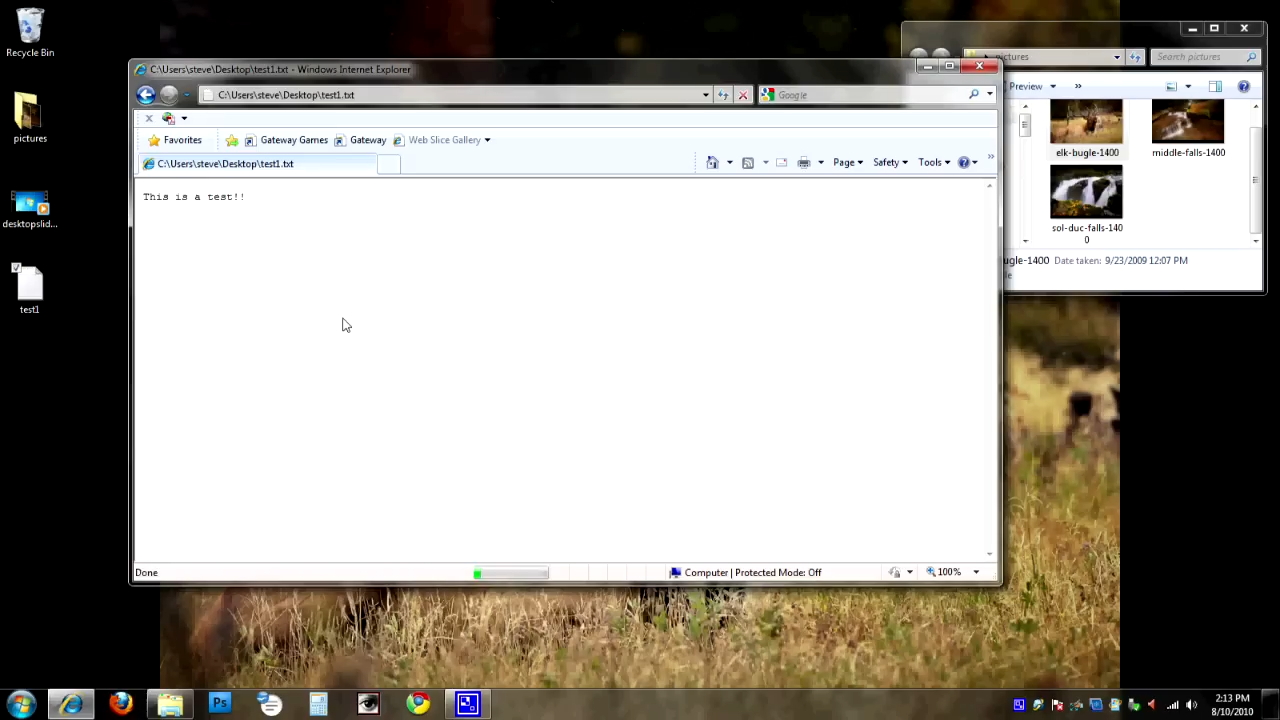 Recycle Bin
pictures
desktopslid...
test1
C:\Users\steve\Desktop\test1.txt - Windows Internet Explorer
C:\Users\steve\Desktop\test1.txt
Google
Favorites
Gateway Games
Gateway
Web Slice Gallery
C:\Users\steve\Desktop\test1.txt
Page
Safety
Tools
This is a test!!
Done
Computer | Protected Mode: Off
100%
pictures
Search pictures
Preview
»
elk-bugle-1400
middle-falls-1400
sol-duc-falls-140
0
ugle-1400 Date taken: 9/23/2009 12:07 PM
Ps
2:13 PM
8/10/2010